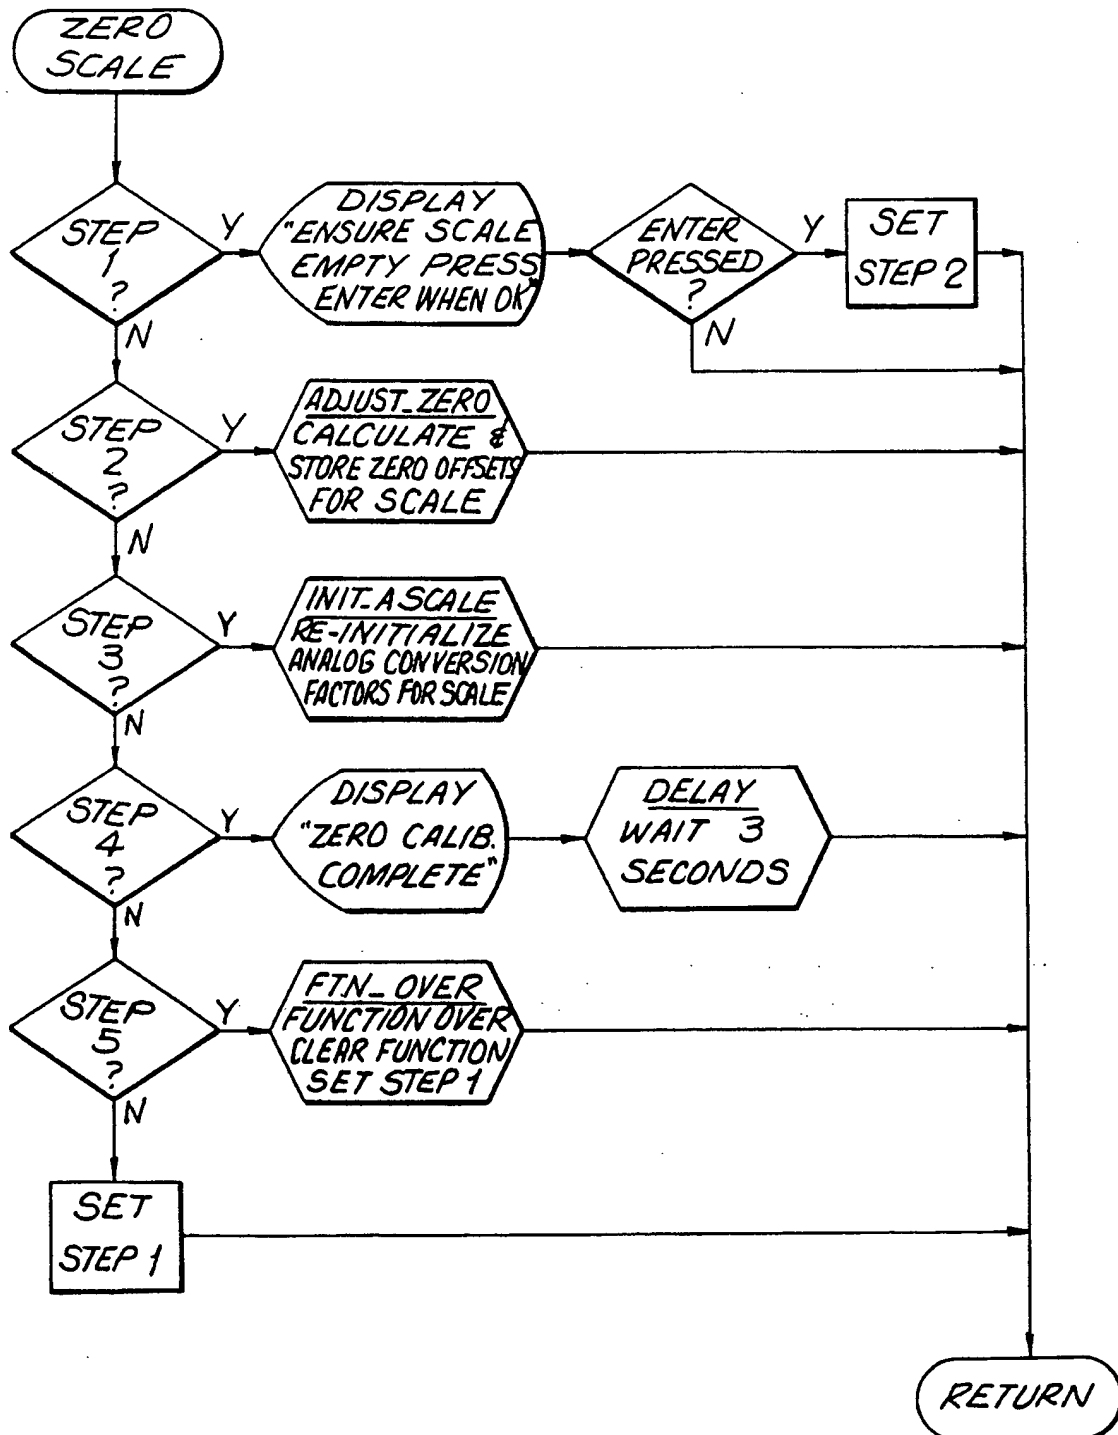 ZERO
SCALE
STEP
1
?
Y
N
DISPLAY
"ENSURE SCALE
EMPTY PRESS
ENTER WHEN OK"
ENTER
PRESSED
?
Y
N
SET
STEP 2
STEP
2
?
Y
N
ADJUST_ZERO
CALCULATE &
STORE ZERO OFFSETS
FOR SCALE
STEP
3
?
Y
N
INIT_ASCALE
RE-INITIALIZE
ANALOG CONVERSION
FACTORS FOR SCALE
STEP
4
?
Y
N
DISPLAY
"ZERO CALIB.
COMPLETE"
DELAY
WAIT 3
SECONDS
STEP
5
?
Y
N
FTN_OVER
FUNCTION OVER
CLEAR FUNCTION
SET STEP 1
SET
STEP 1
RETURN